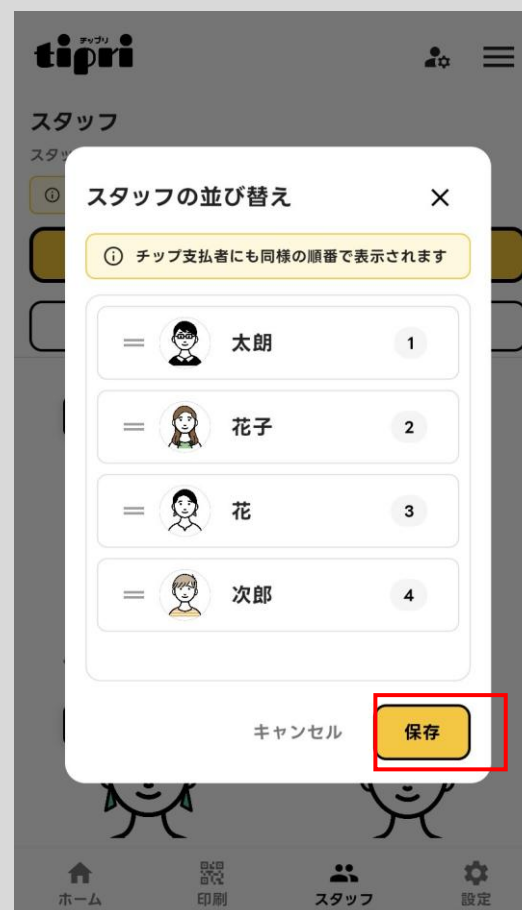 チップリ
tipri
スタッフ
スタッ
スタッフの並び替え
チップ支払者にも同様の順番で表示されます
太朗 1
花子 2
花 3
次郎 4
キャンセル 保存
ホーム 印刷 スタッフ 設定